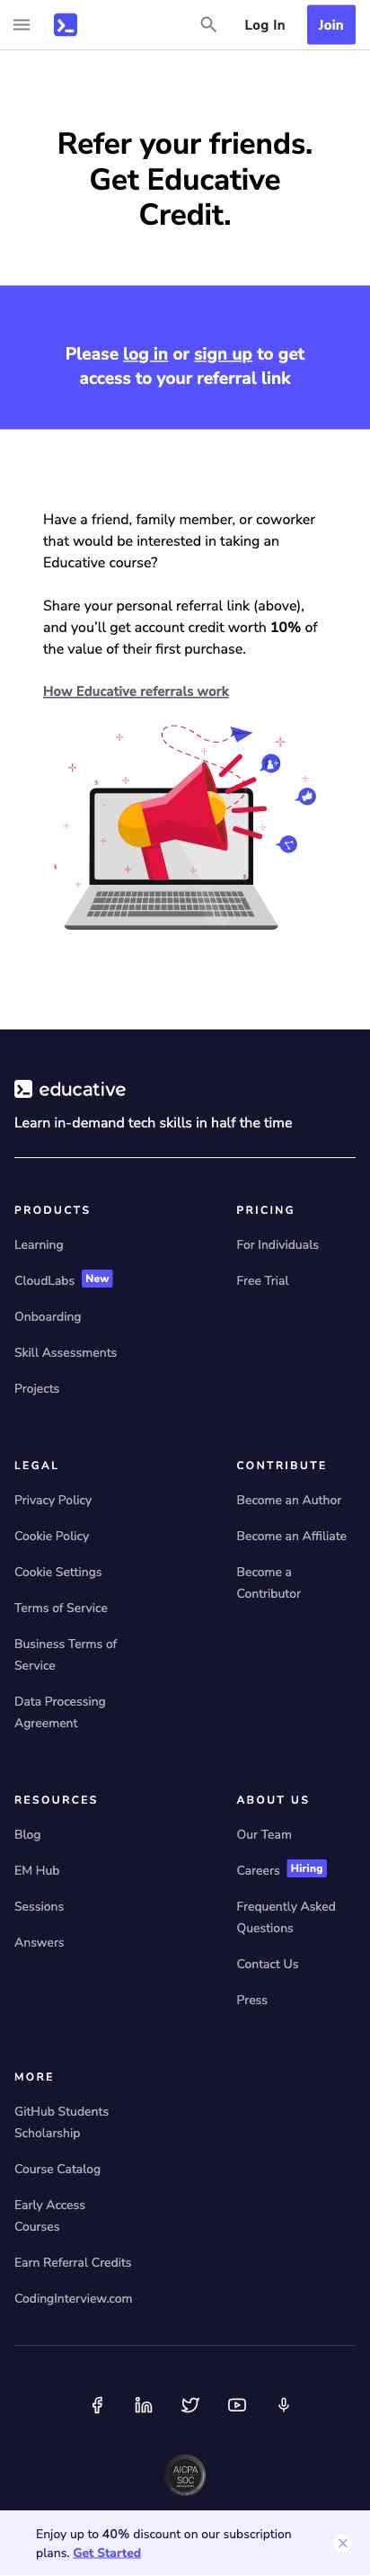 Log In
Join
Refer your friends.
Get Educative
Credit.
Please log in or sign up to get
access to your referral link
Have a friend, family member, or coworker
that would be interested in taking an
Educative course?
Share your personal referral link (above),
and you’ll get account credit worth 10% of
the value of their first purchase.
How Educative referrals work
educative
Learn in-demand tech skills in half the time
PRODUCTS
Learning
CloudLabs New
Onboarding
Skill Assessments
Projects
PRICING
For Individuals
Free Trial
LEGAL
Privacy Policy
Cookie Policy
Cookie Settings
Terms of Service
Business Terms of
Service
Data Processing
Agreement
CONTRIBUTE
Become an Author
Become an Affiliate
Become a
Contributor
RESOURCES
Blog
EM Hub
Sessions
Answers
ABOUT US
Our Team
Careers Hiring
Frequently Asked
Questions
Contact Us
Press
MORE
GitHub Students
Scholarship
Course Catalog
Early Access
Courses
Earn Referral Credits
CodingInterview.com
AICPA
SOC
Enjoy up to 40% discount on our subscription
plans. Get Started